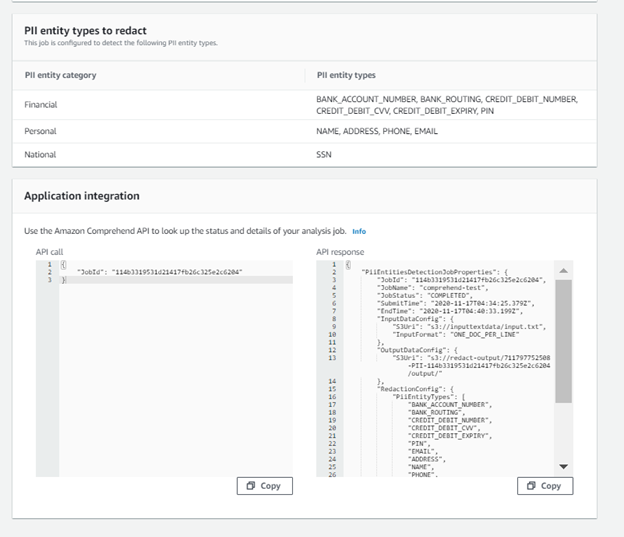 PII entity types to redact
This job is configured to detect the following PII entity types.
PII entity category
PII entity types
Financial
BANK_ACCOUNT_NUMBER, BANK_ROUTING, CREDIT_DEBIT_NUMBER,
CREDIT_DEBIT_CVV, CREDIT_DEBIT_EXPIRY, PIN
Personal
NAME, ADDRESS, PHONE, EMAIL
National
SSN
Application integration
Use the Amazon Comprehend API to look up the status and details of your analysis job. Info
API call
1 {
2 "JobId": "114b3319531d21417fb26c325e2c6204"
3 }
Copy
API response
1 {
2 "PiiEntitiesDetectionJobProperties": {
3 "JobId": "114b3319531d21417fb26c325e2c6204",
4 "JobName": "comprehend-test",
5 "JobStatus": "COMPLETED",
6 "SubmitTime": "2020-11-17T04:34:25.379Z",
7 "EndTime": "2020-11-17T04:40:33.199Z",
8 "InputDataConfig": {
9 "S3Uri": "s3://inputtextdata/input.txt",
10 "InputFormat": "ONE_DOC_PER_LINE"
11 },
12 "OutputDataConfig": {
13 "S3Uri": "s3://redact-output/711797752508
-PII-114b3319531d21417fb26c325e2c6204
/output/"
14 },
15 "RedactionConfig": {
16 "PiiEntityTypes": [
17 "BANK_ACCOUNT_NUMBER",
18 "BANK_ROUTING",
19 "CREDIT_DEBIT_NUMBER",
20 "CREDIT_DEBIT_CVV",
21 "CREDIT_DEBIT_EXPIRY",
22 "PIN",
23 "EMAIL",
24 "ADDRESS",
25 "NAME",
26 "PHONE",
Copy